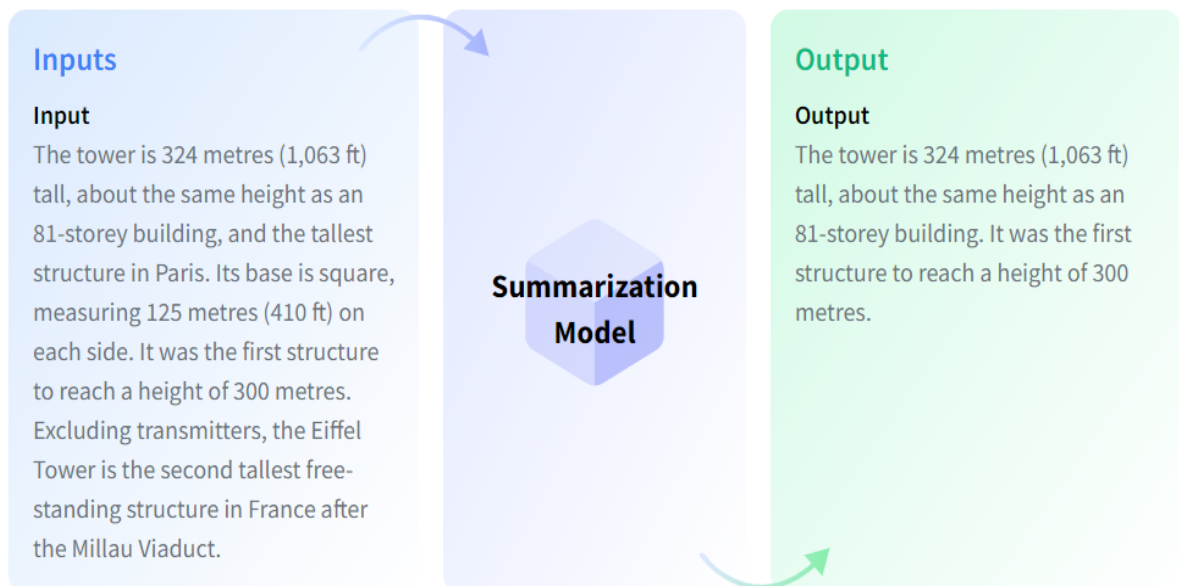 Inputs
Input
The tower is 324 metres (1,063 ft)
tall, about the same height as an
81-storey building, and the tallest
structure in Paris. Its base is square,
measuring 125 metres (410 ft) on
each side. It was the first structure
to reach a height of 300 metres.
Excluding transmitters, the Eiffel
Tower is the second tallest free-
standing structure in France after
the Millau Viaduct.
Summarization
Model
Output
Output
The tower is 324 metres (1,063 ft)
tall, about the same height as an
81-storey building. It was the first
structure to reach a height of 300
metres.